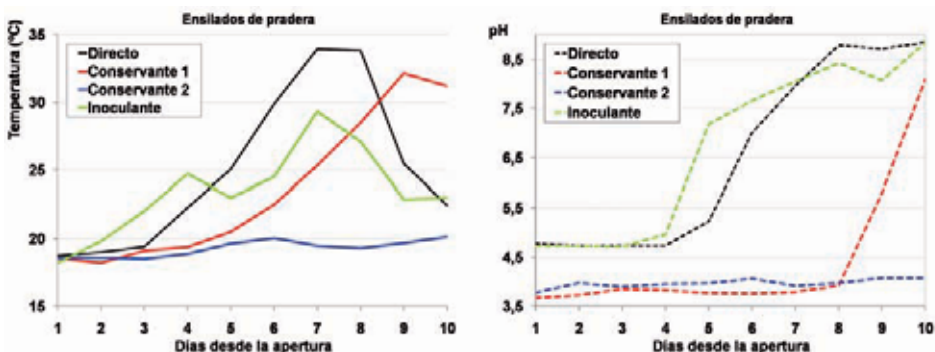 Ensilados de pradera
Temperatura (ºC)
35
30
25
20
15
Directo
Conservante 1
Conservante 2
Inoculante
1 2 3 4 5 6 7 8 9 10
Días desde la apertura
Ensilados de pradera
pH
8,5
7,5
6,5
5,5
4,5
3,5
Directo
Conservante 1
Conservante 2
Inoculante
1 2 3 4 5 6 7 8 9 10
Días desde la apertura